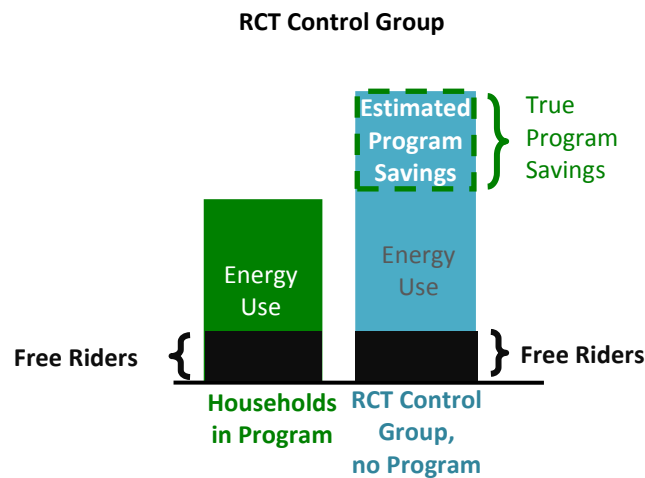 RCT Control Group
Estimated
Program
Savings
True
Program
Savings
Energy
Use
Energy
Use
Free Riders
Free Riders
Households
in Program
RCT Control
Group,
no Program